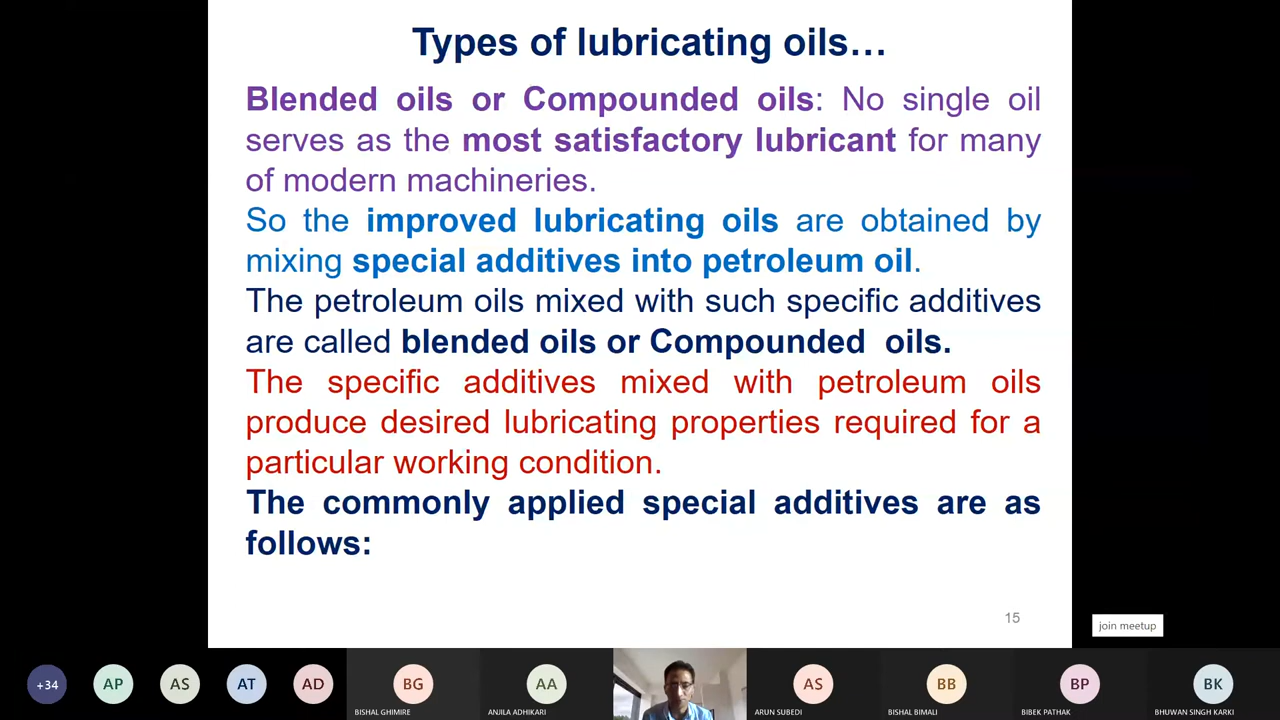 Types of lubricating oils…
Blended oils or Compounded oils: No single oil
serves as the most satisfactory lubricant for many
of modern machineries.
So the improved lubricating oils are obtained by
mixing special additives into petroleum oil.
The petroleum oils mixed with such specific additives
are called blended oils or Compounded oils.
The specific additives mixed with petroleum oils
produce desired lubricating properties required for a
particular working condition.
The commonly applied special additives are as
follows:
15
join meetup
+34
AP
AS
AT
AD
BG
AA
AS
BB
BP
BK
BISHAL GHIMIRE
ANJILA ADHIKARI
ARUN SUBEDI
BISHAL BIMALI
BIBEK PATHAK
BHUWAN SINGH KARKI